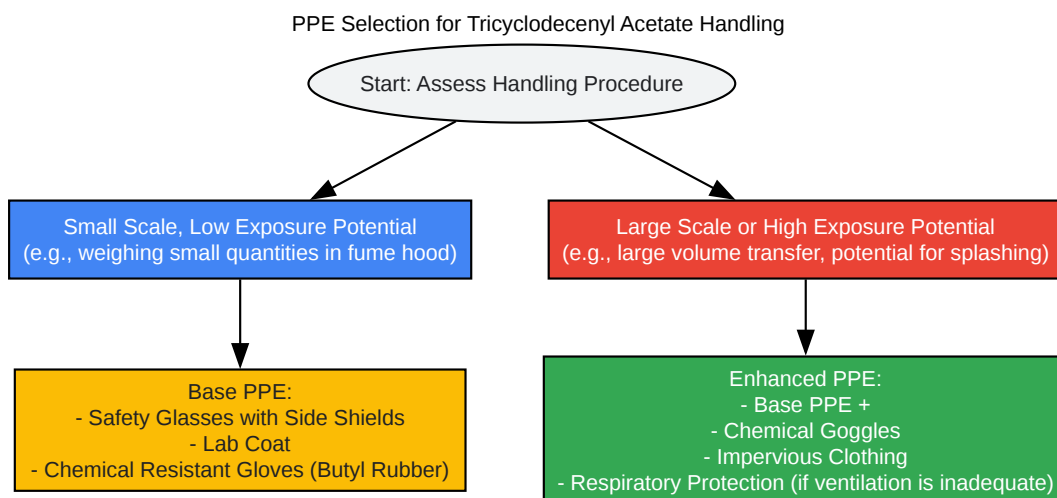 PPE Selection for Tricyclodecenyl Acetate Handling
Start: Assess Handling Procedure
Small Scale, Low Exposure Potential
(e.g., weighing small quantities in fume hood)
Large Scale or High Exposure Potential
(e.g., large volume transfer, potential for splashing)
Base PPE:
- Safety Glasses with Side Shields
- Lab Coat
- Chemical Resistant Gloves (Butyl Rubber)
Enhanced PPE:
- Base PPE +
- Chemical Goggles
- Impervious Clothing
- Respiratory Protection (if ventilation is inadequate)